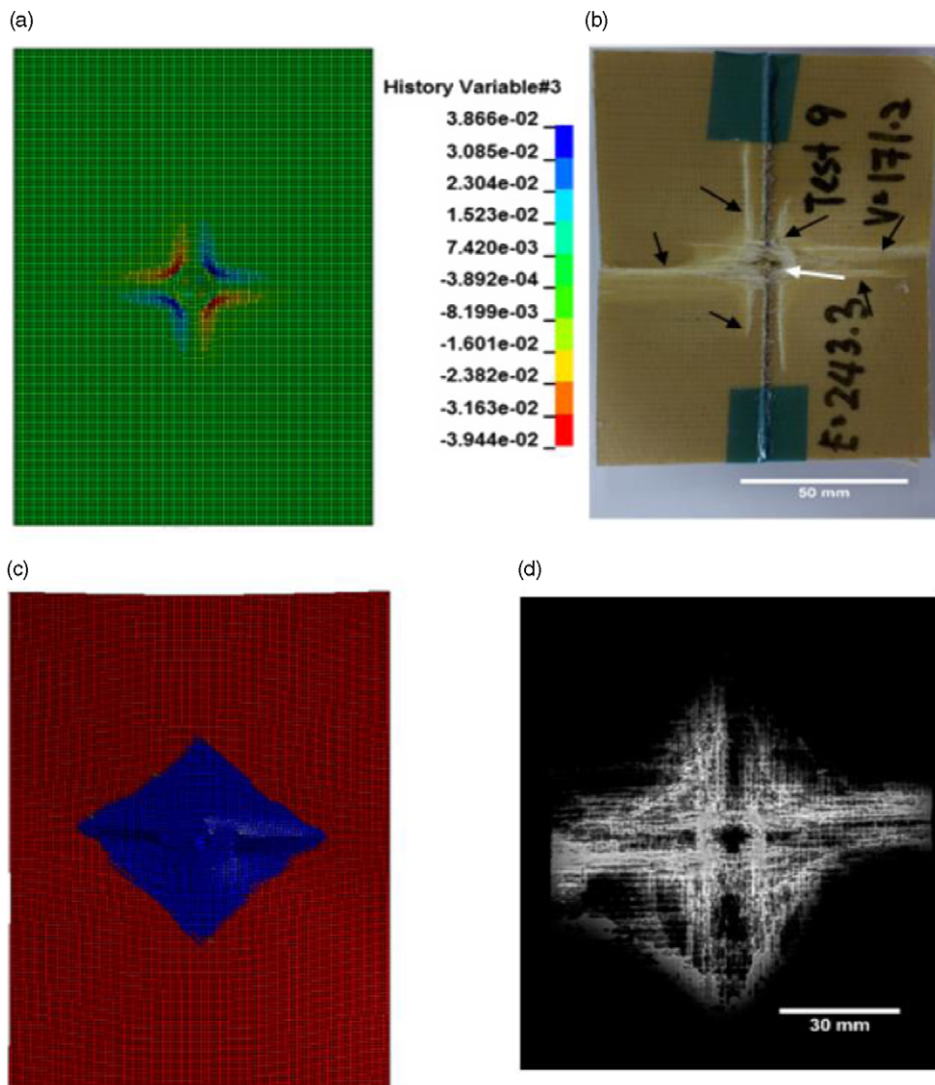 (a)
(b)
History Variable#3
3.866e-02
3.085e-02
2.304e-02
1.523e-02
7.420e-03
-3.892e-04
-8.199e-03
-1.601e-02
-2.382e-02
-3.163e-02
-3.944e-02
Test 9
V=171.2
E=243.3
50 mm
(c)
(d)
30 mm